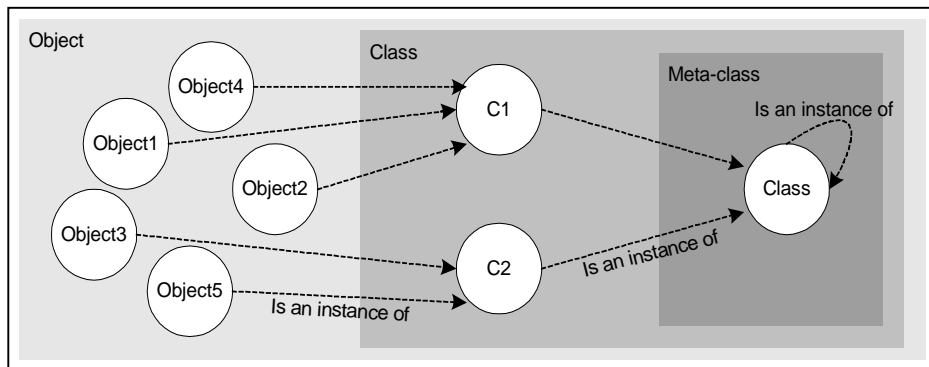 Object
Class
Meta-class
Object4
Object1
Object2
Object3
Object5
C1
C2
Class
Is an instance of
Is an instance of
Is an instance of